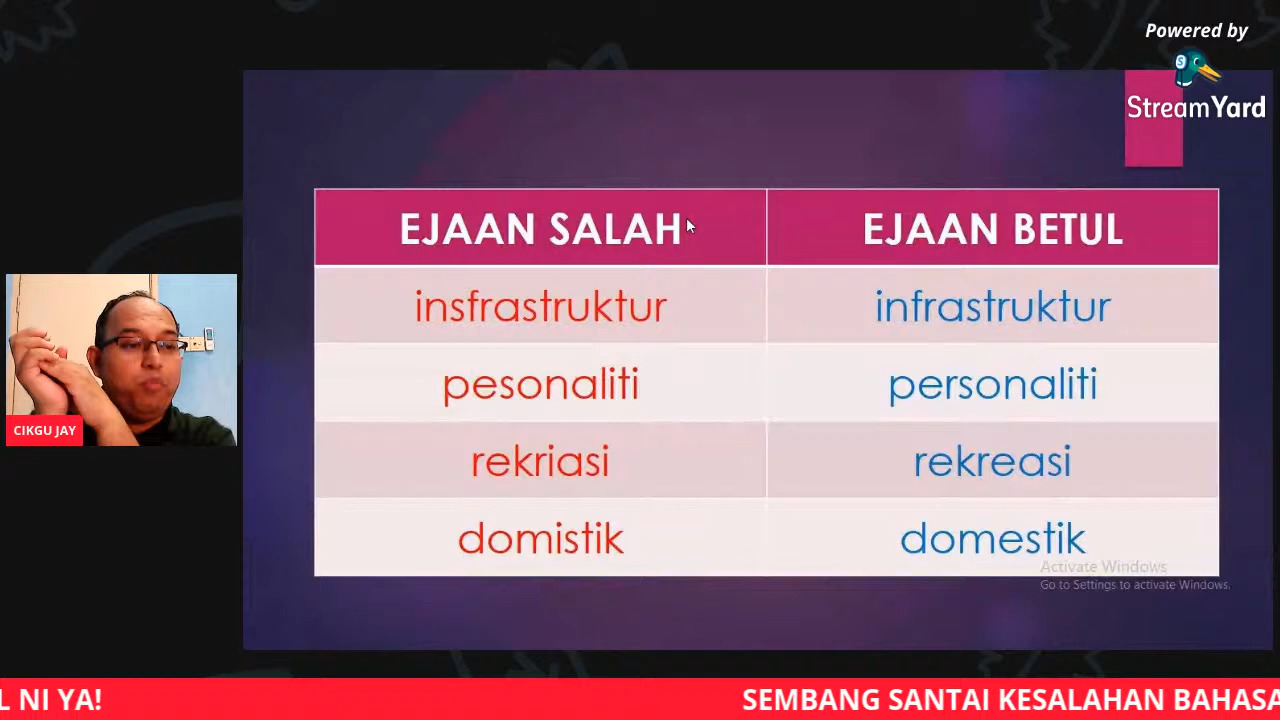 Powered by
StreamYard
EJAAN SALAH EJAAN BETUL
insfrastruktur infrastruktur
pesonaliti personaliti
rekriasi rekreasi
domistik domestik
Activate Windows
Go to Settings to activate Windows.
CIKGU JAY
L NI YA! SEMBANG SANTAI KESALAHAN BAHASA